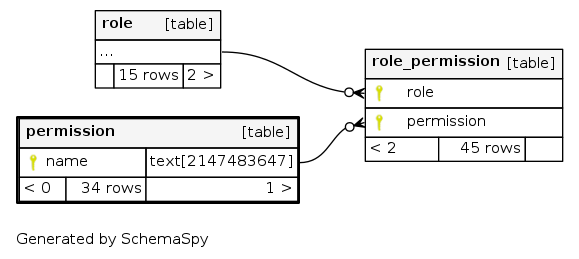 role [table]
...
15 rows 2 >
role_permission [table]
role
permission
< 2 45 rows
permission [table]
name text[2147483647]
< 0 34 rows 1 >
Generated by SchemaSpy